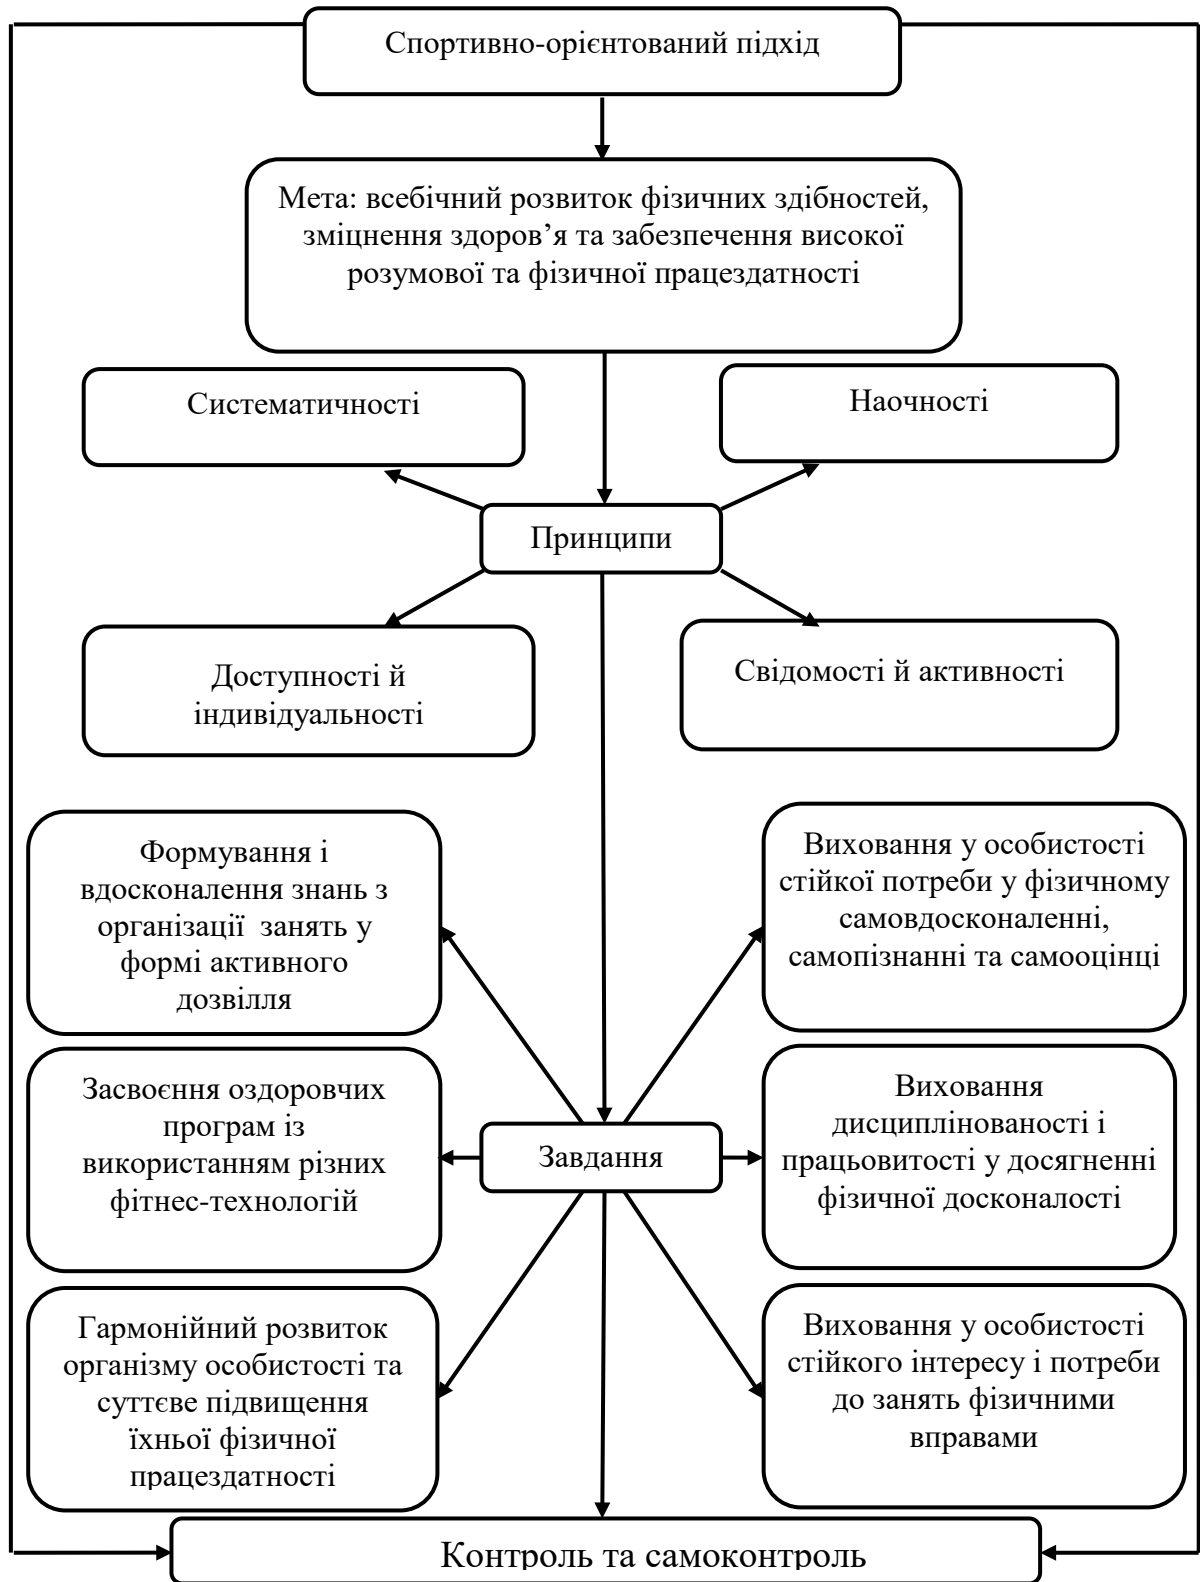 Спортивно-орієнтований підхід
Мета: всебічний розвиток фізичних здібностей,
зміцнення здоров’я та забезпечення високої
розумової та фізичної працездатності
Систематичності
Наочності
Принципи
Доступності й
індивідуальності
Свідомості й активності
Формування і
вдосконалення знань з
організації занять у
формі активного
дозвілля
Виховання у особистості
стійкої потреби у фізичному
самовдосконаленні,
самопізнанні та самооцінці
Засвоєння оздоровчих
програм із
використанням різних
фітнес-технологій
Завдання
Виховання
дисциплінованості і
працьовитості у досягненні
фізичної досконалості
Гармонійний розвиток
організму особистості та
суттєве підвищення
їхньої фізичної
працездатності
Виховання у особистості
стійкого інтересу і потреби
до занять фізичними
вправами
Контроль та самоконтроль